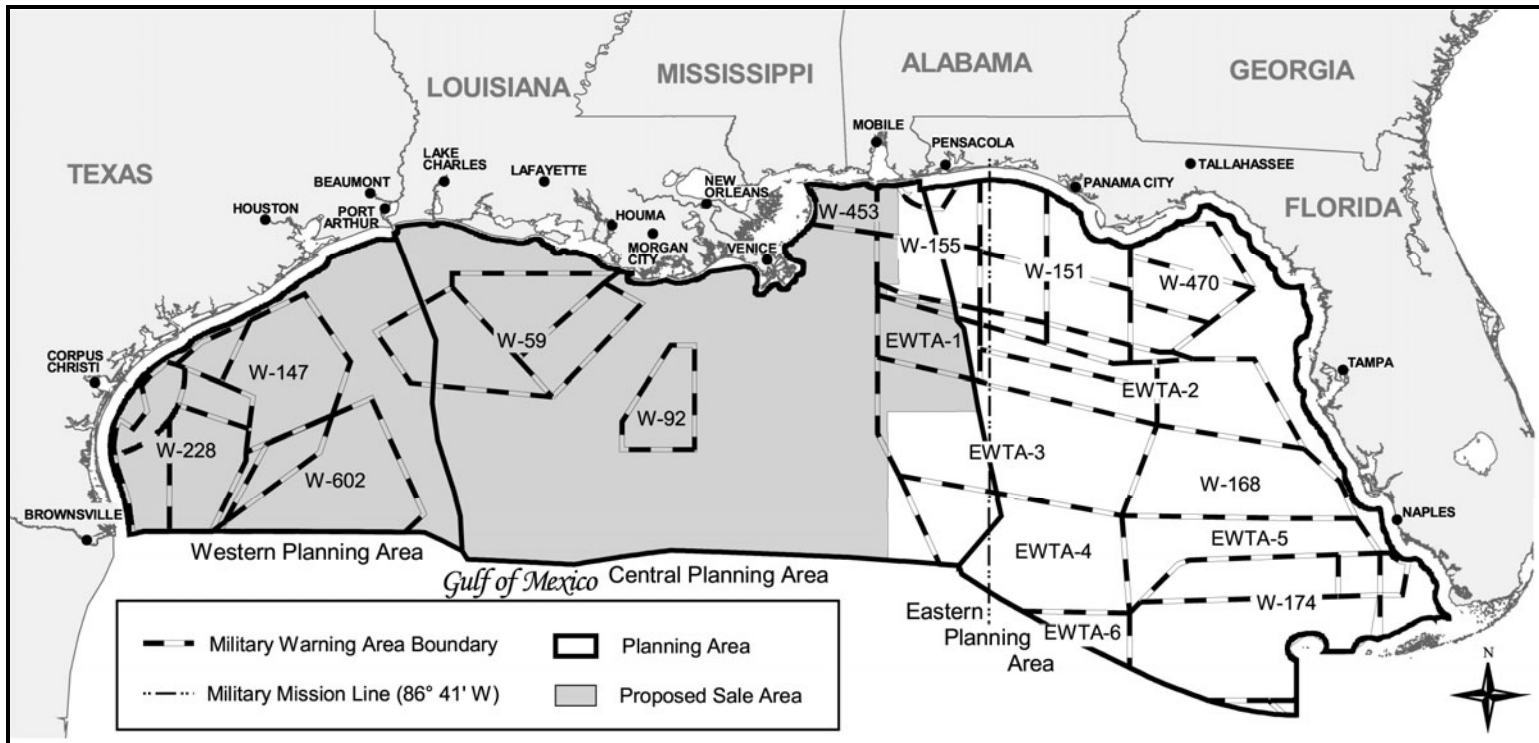 LOUISIANA
MISSISSIPPI
ALABAMA
GEORGIA
TEXAS
FLORIDA
MOBILE
PENSACOLA
TALLAHASSEE
PANAMA CITY
LAKE
CHARLES
LAFAYETTE
BEAUMONT
PORT
ARTHUR
HOUSTON
NEW
ORLEANS
HOUMA
MORGAN
CITY
VENICE
CORPUS
CHRISTI
BROWNSVILLE
TAMPA
NAPLES
W-453
W-155
W-151
W-470
W-59
EWTA-1
W-147
EWTA-2
W-92
W-228
EWTA-3
W-602
W-168
EWTA-4
EWTA-5
W-174
EWTA-6
Western Planning Area
Gulf of Mexico
Central Planning Area
Eastern
Planning
Area
Military Warning Area Boundary
Planning Area
Military Mission Line (86° 41' W)
Proposed Sale Area
N